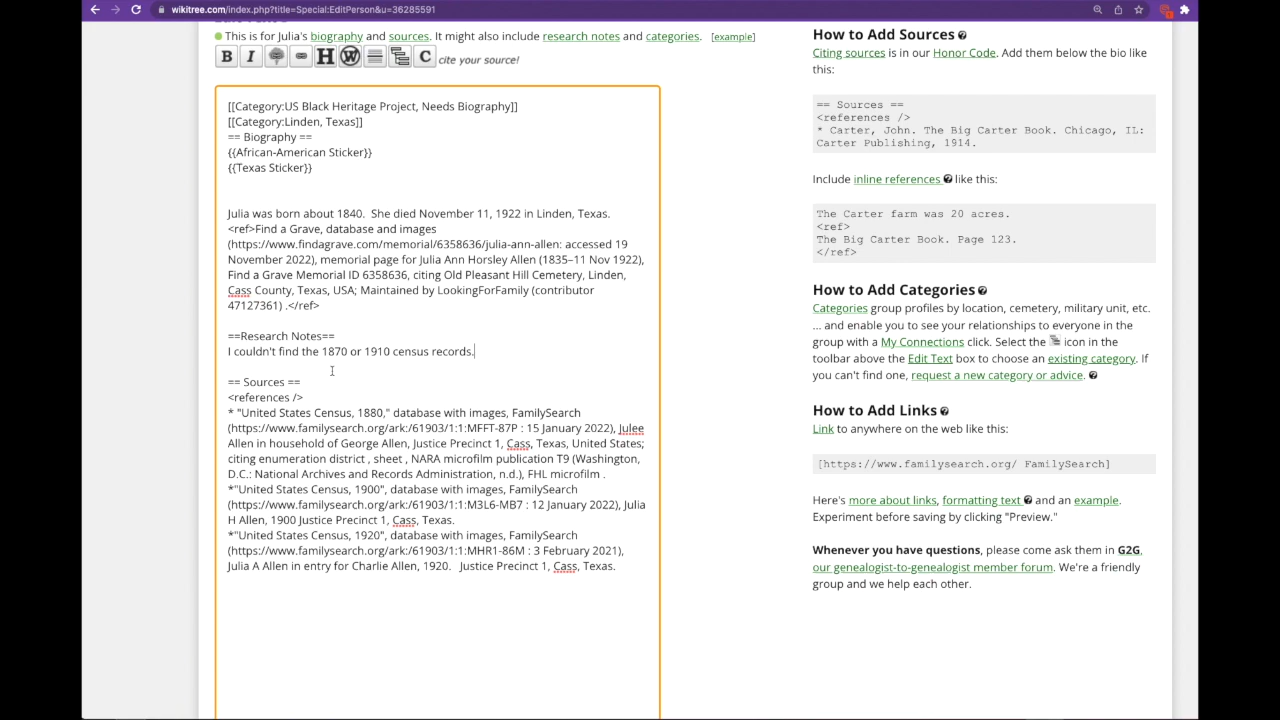 wikitree.com/index.php?title=Special:EditPerson&u=36285591
This is for Julia's biography and sources. It might also include research notes and categories. [example]
B I H W C cite your source!
[[Category:US Black Heritage Project, Needs Biography]]
[[Category:Linden, Texas]]
== Biography ==
{{African-American Sticker}}
{{Texas Sticker}}
Julia was born about 1840.  She died November 11, 1922 in Linden, Texas.
<ref>Find a Grave, database and images
(https://www.findagrave.com/memorial/6358636/julia-ann-allen: accessed 19
November 2022), memorial page for Julia Ann Horsley Allen (1835–11 Nov 1922),
Find a Grave Memorial ID 6358636, citing Old Pleasant Hill Cemetery, Linden,
Cass County, Texas, USA; Maintained by LookingForFamily (contributor
47127361) .</ref>
==Research Notes==
I couldn't find the 1870 or 1910 census records.
== Sources ==
<references />
* "United States Census, 1880," database with images, FamilySearch
(https://www.familysearch.org/ark:/61903/1:1:MFFT-87P : 15 January 2022), Julee
Allen in household of George Allen, Justice Precinct 1, Cass, Texas, United States;
citing enumeration district , sheet , NARA microfilm publication T9 (Washington,
D.C.: National Archives and Records Administration, n.d.), FHL microfilm .
*"United States Census, 1900", database with images, FamilySearch
(https://www.familysearch.org/ark:/61903/1:1:M3L6-MB7 : 12 January 2022), Julia
H Allen, 1900 Justice Precinct 1, Cass, Texas.
*"United States Census, 1920", database with images, FamilySearch
(https://www.familysearch.org/ark:/61903/1:1:MHR1-86M : 3 February 2021),
Julia A Allen in entry for Charlie Allen, 1920.   Justice Precinct 1, Cass, Texas.
How to Add Sources
Citing sources is in our Honor Code. Add them below the bio like
this:
== Sources ==
<references />
* Carter, John. The Big Carter Book. Chicago, IL:
Carter Publishing, 1914.
Include inline references like this:
The Carter farm was 20 acres.
<ref>
The Big Carter Book. Page 123.
</ref>
How to Add Categories
Categories group profiles by location, cemetery, military unit, etc.
... and enable you to see your relationships to everyone in the
group with a My Connections click. Select the icon in the
toolbar above the Edit Text box to choose an existing category. If
you can't find one, request a new category or advice.
How to Add Links
Link to anywhere on the web like this:
[https://www.familysearch.org/ FamilySearch]
Here's more about links, formatting text and an example.
Experiment before saving by clicking "Preview."
Whenever you have questions, please come ask them in G2G,
our genealogist-to-genealogist member forum. We're a friendly
group and we help each other.